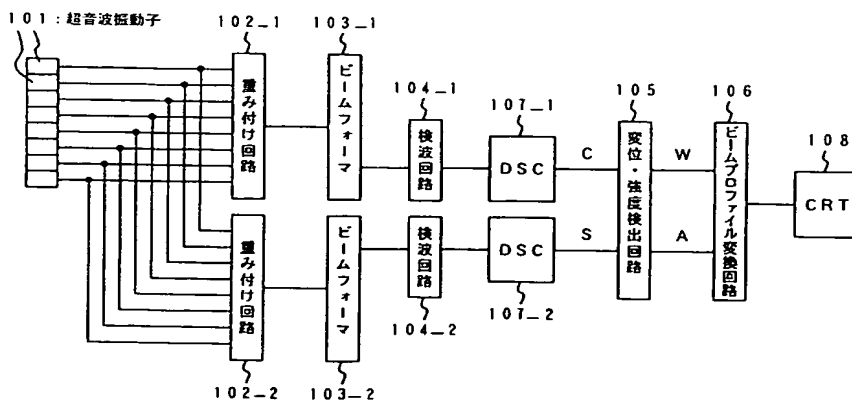 101:超音波振動子
102_1
重み付け回路
103_1
ビームフォーマ
104_1
検波回路
107_1
DSC
C
105
変位・強度検出回路
W
106
ビームプロファイル変換回路
108
CRT
重み付け回路
102_2
ビームフォーマ
103_2
検波回路
104_2
DSC
107_2
S
A